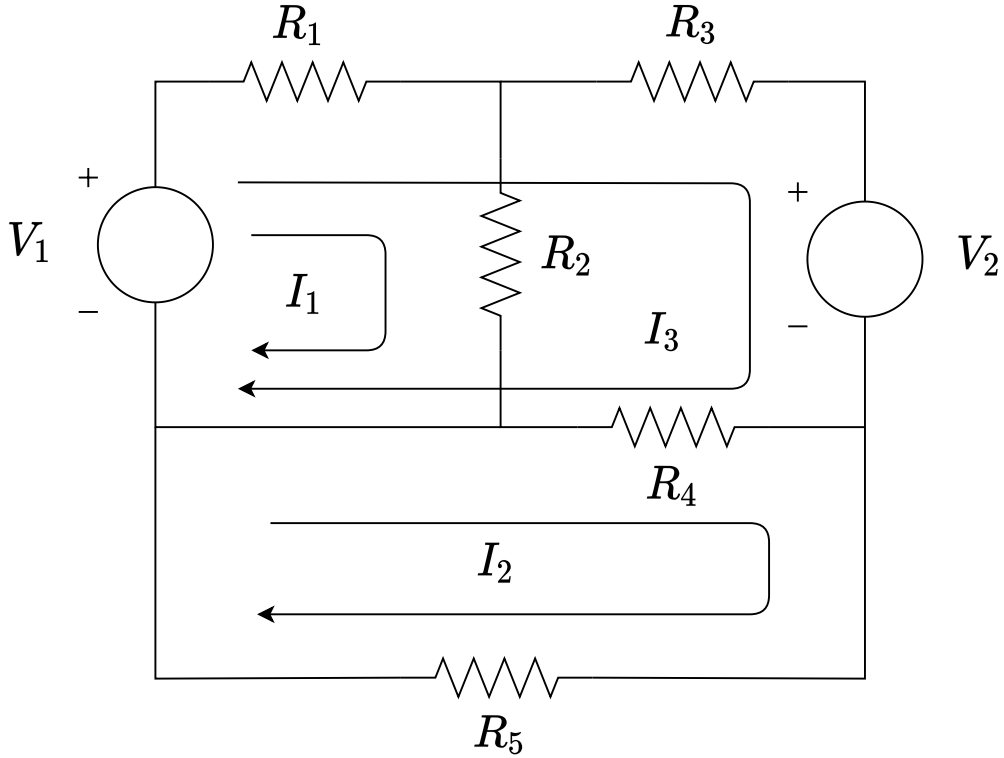 R₁
R₃
+
+
V₁
R₂
V₂
I₁
I₃
−
−
R₄
I₂
R₅